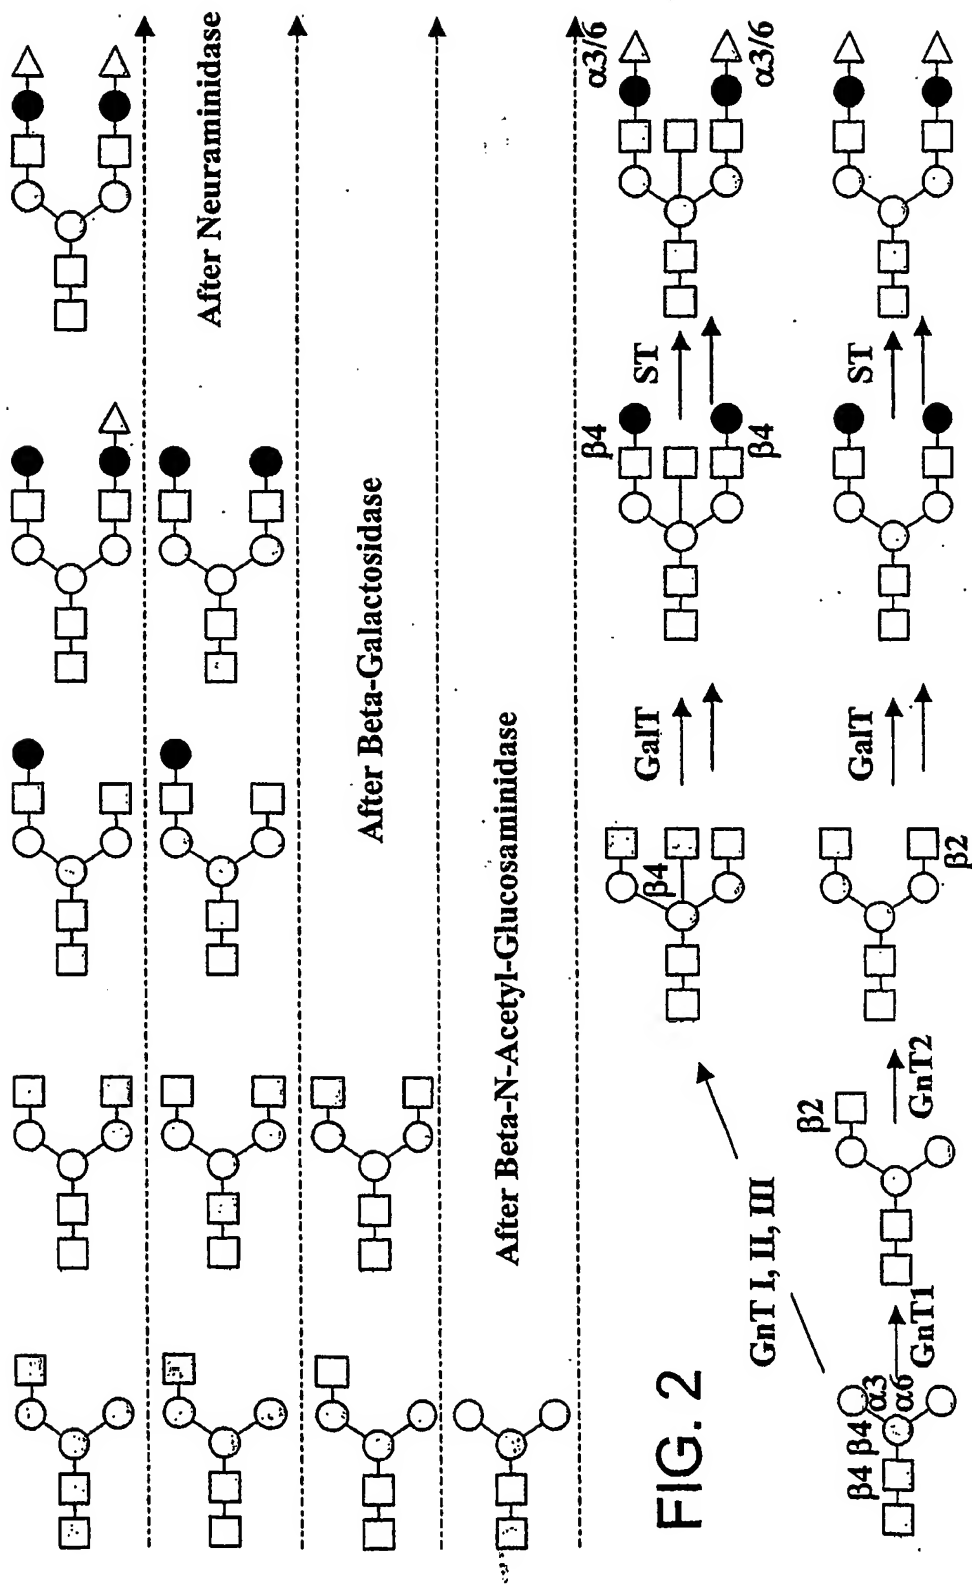 After Neuraminidase
After Beta-Galactosidase
After Beta-N-Acetyl-Glucosaminidase
FIG. 2
GnT I, II, III
β4
GalT
β4
β4
ST
α3/6
α3/6
β4 β4
α3
α6
GnT1
β2
GnT2
β2
GalT
ST